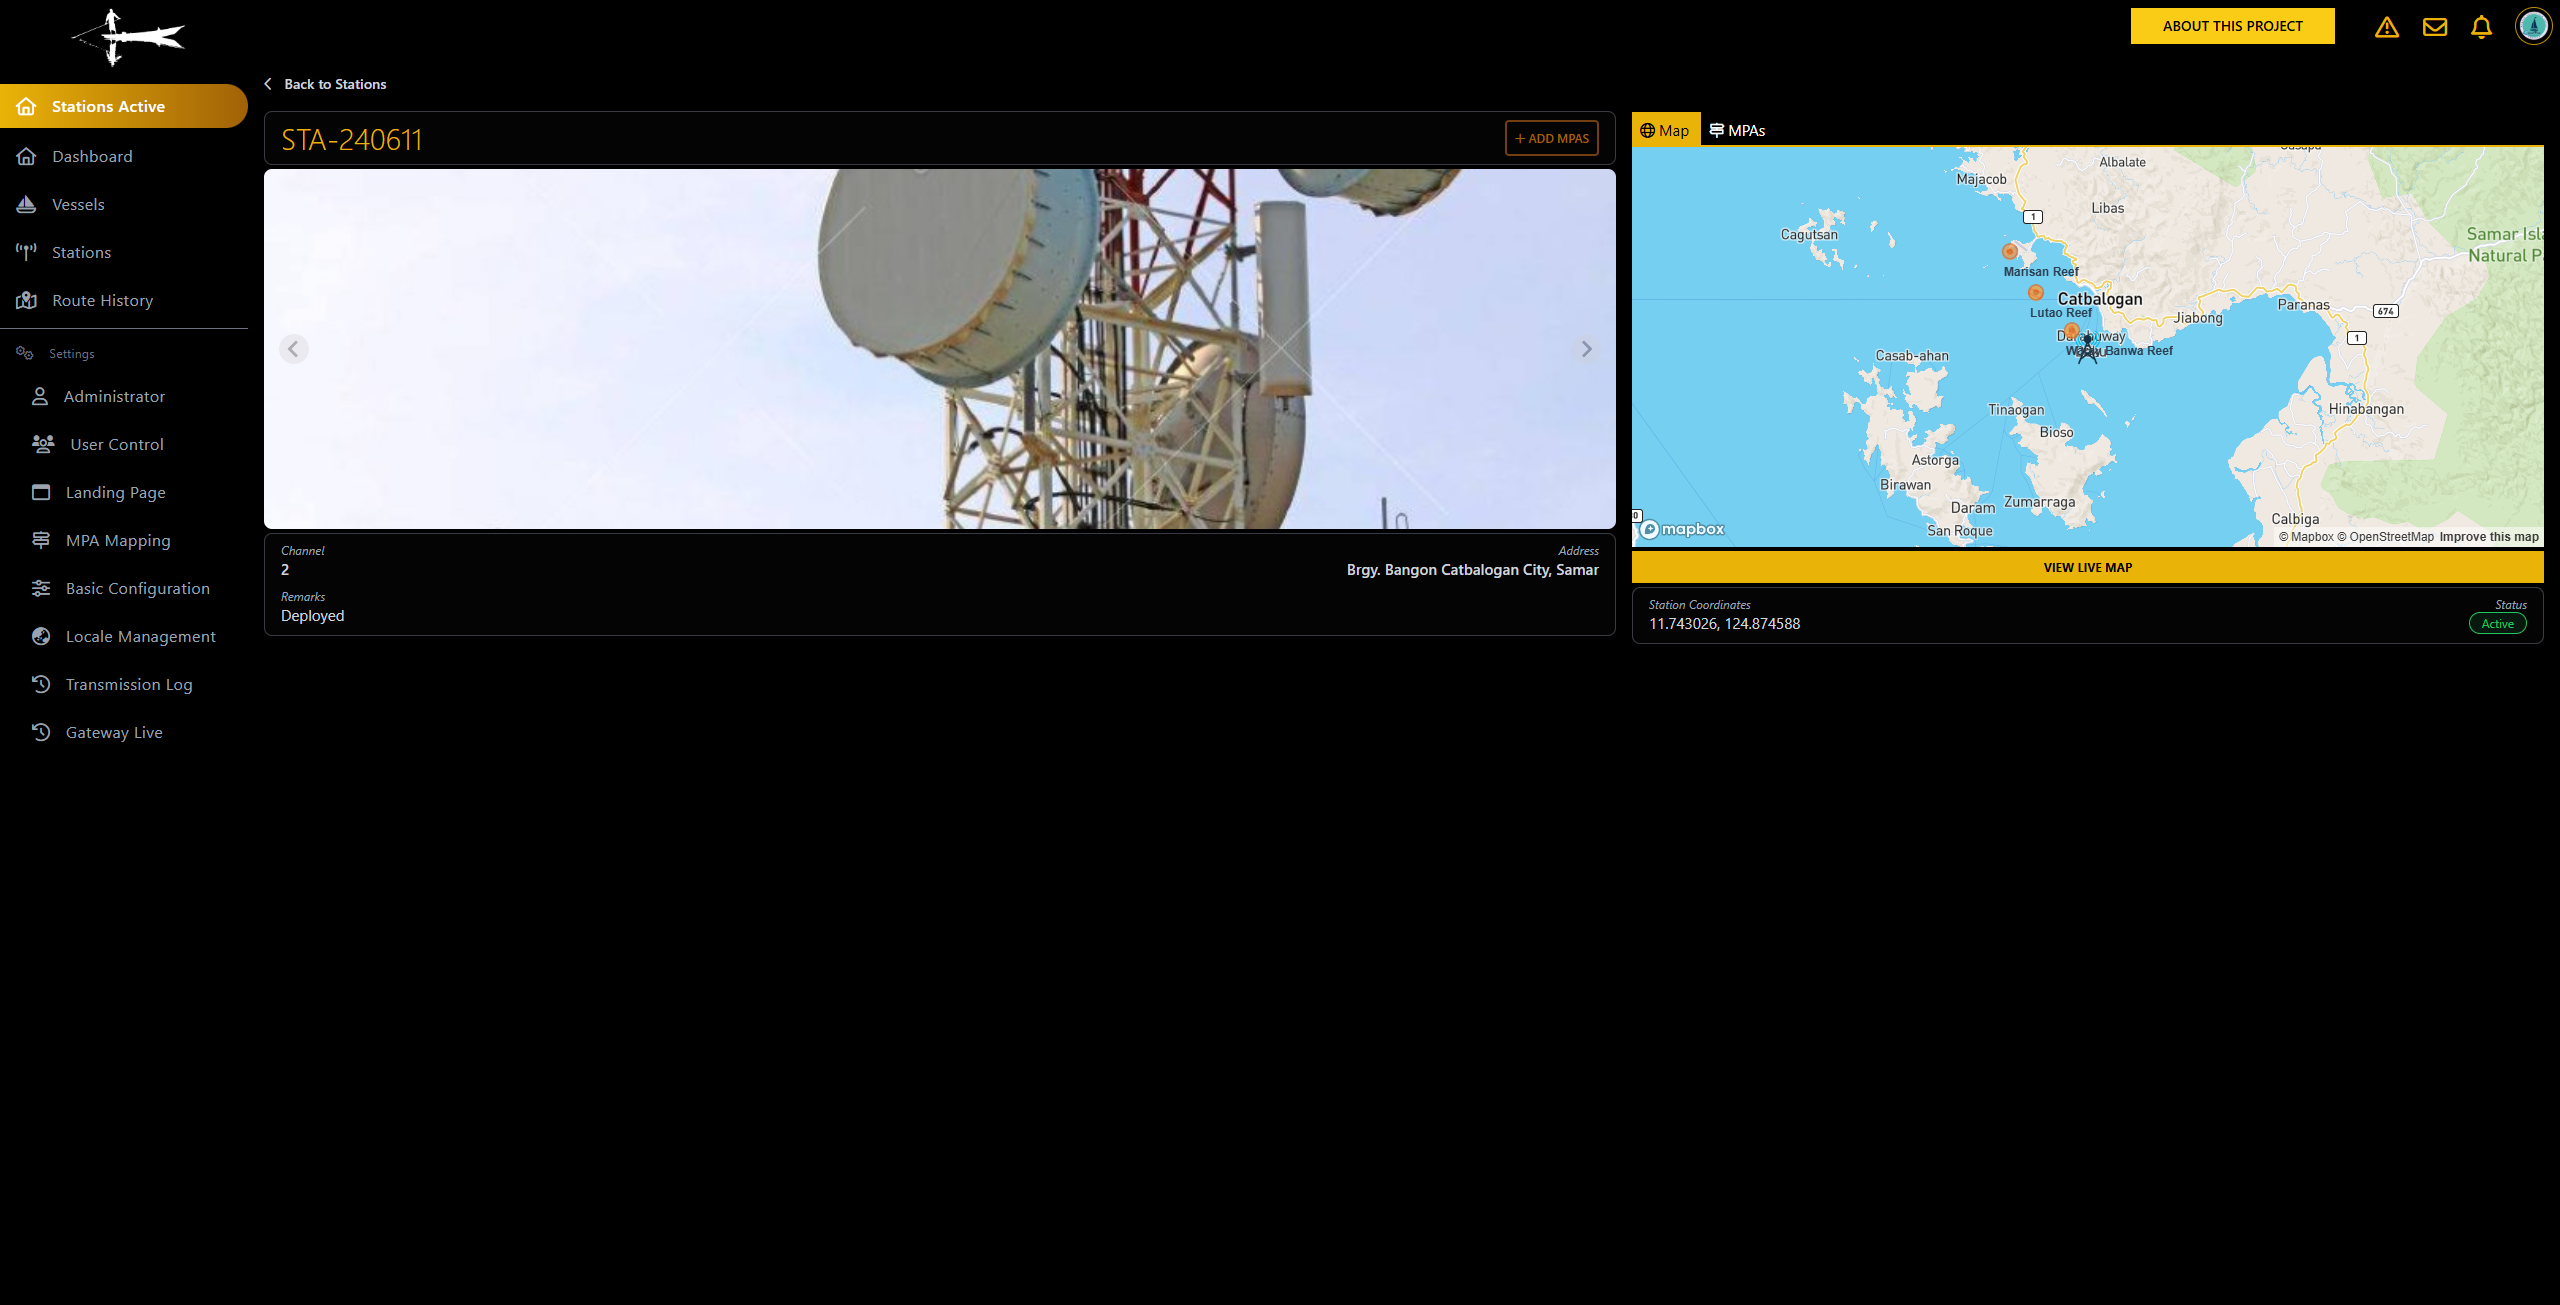 ABOUT THIS PROJECT
Stations Active
Dashboard
Vessels
Stations
Route History
Settings
Administrator
User Control
Landing Page
MPA Mapping
Basic Configuration
Locale Management
Transmission Log
Gateway Live
Back to Stations
STA-240611
+ ADD MPAS
Channel
2
Address
Brgy. Bangon Catbalogan City, Samar
Remarks
Deployed
Map
MPAs
Albalate
Majacob
Libas
1
Cagutsan
Samar Isl
Natural P
Marisan Reef
Catbalogan
Paranas
674
Lutao Reef
Jiabong
1
Banwa Reef
Casab-ahan
Tinaogan
Hinabangan
Bioso
Astorga
Birawan
Zumarraga
Daram
Calbiga
San Roque
mapbox
© Mapbox © OpenStreetMap Improve this map
VIEW LIVE MAP
Station Coordinates
11.743026, 124.874588
Status
Active